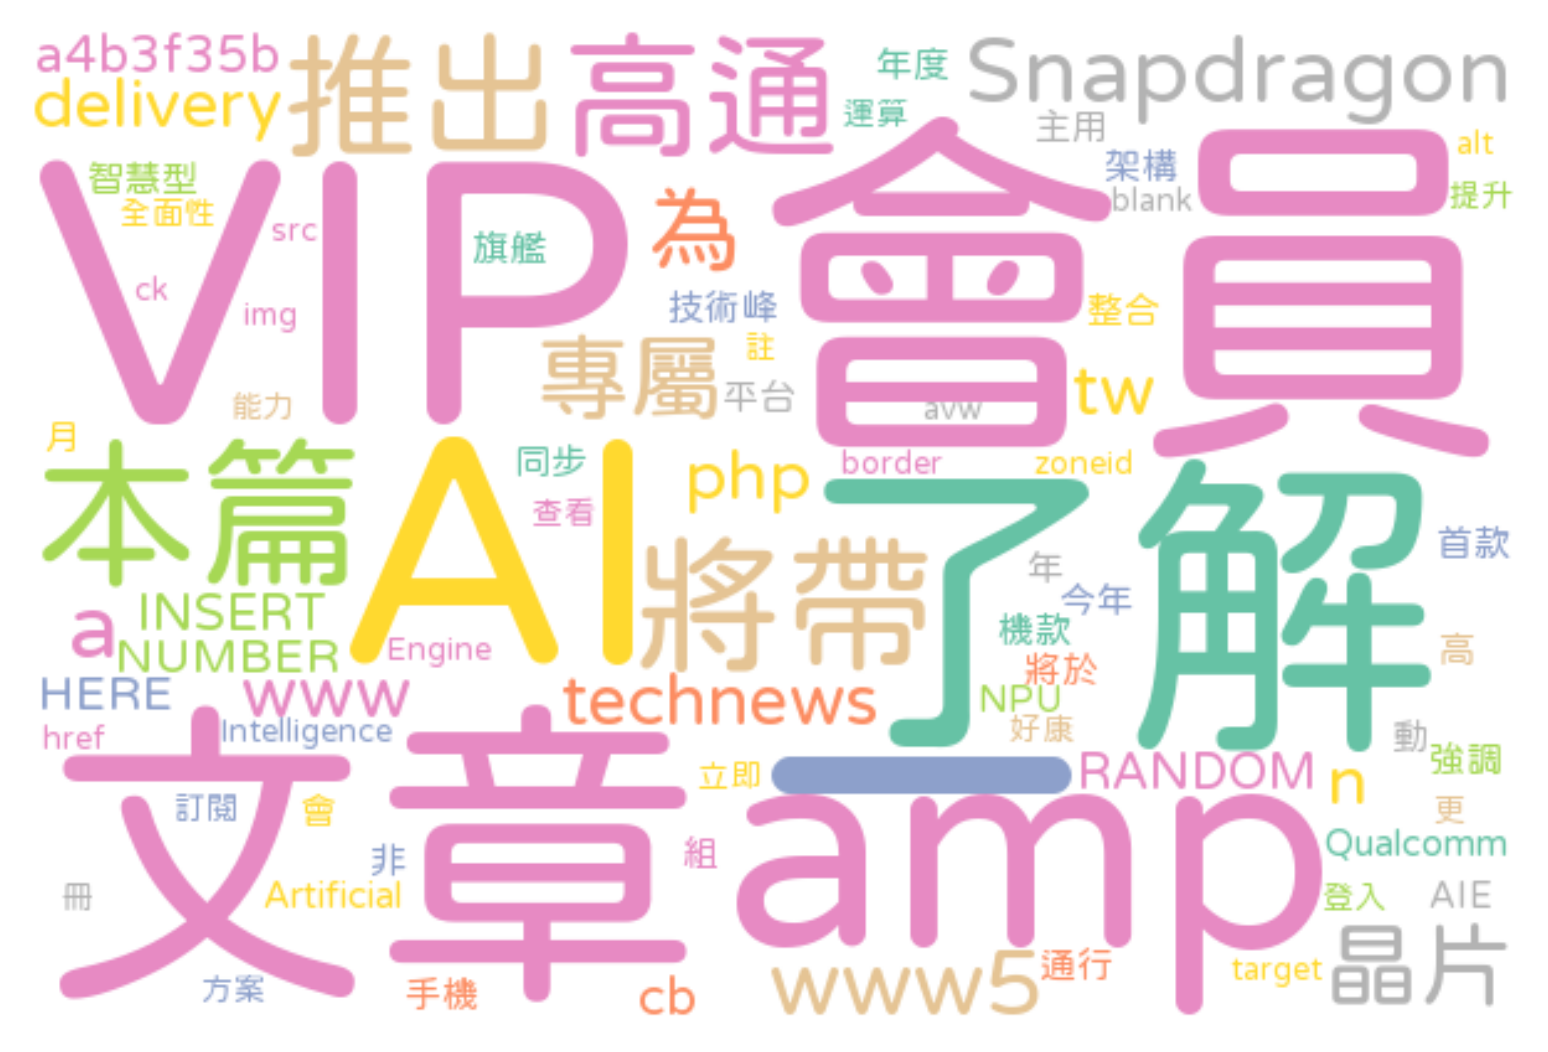 a4b3f35b
delivery
推出
高通
年度
運算
Snapdragon
主用
架構
blank
alt
提升
VIP
智慧型
全面性
src
ck
img
旗艦
為
會員
技術峰
註
專屬
平台
整合
tw
avw
能力
月
本篇
AI
同步
查看
php
border
zoneid
了解
將帶
年
今年
機款
將於
NPU
好康
首款
高
a
INSERT
NUMBER
Engine
HERE
www
technews
href
Intelligence
文章
訂閱
會
非
Artificial
冊
方案
手機
組
cb
立即
一
RANDOM
n
動
強調
更
amp
Qualcomm
登入
AIE
www5
通行
target
晶片